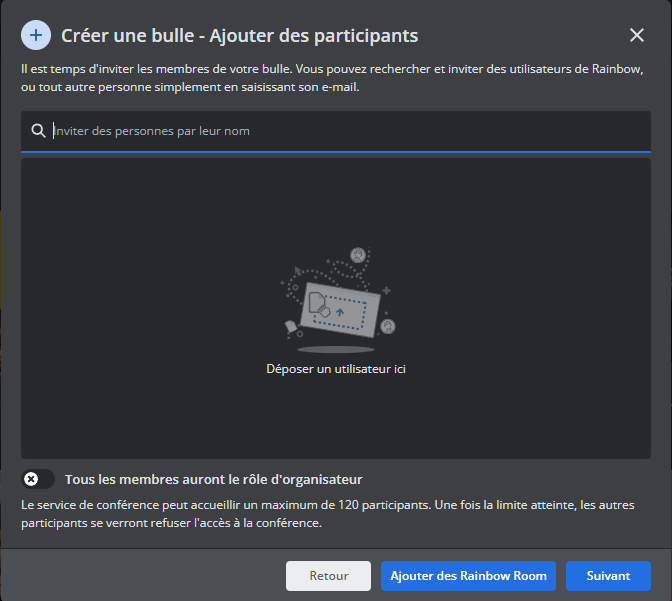 Créer une bulle - Ajouter des participants
Il est temps d'inviter les membres de votre bulle. Vous pouvez rechercher et inviter des utilisateurs de Rainbow,
ou tout autre personne simplement en saisissant son e-mail.
Inviter des personnes par leur nom
Déposer un utilisateur ici
Tous les membres auront le rôle d'organisateur
Le service de conférence peut accueillir un maximum de 120 participants. Une fois la limite atteinte, les autres
participants se verront refuser l'accès à la conférence.
Retour
Ajouter des Rainbow Room
Suivant